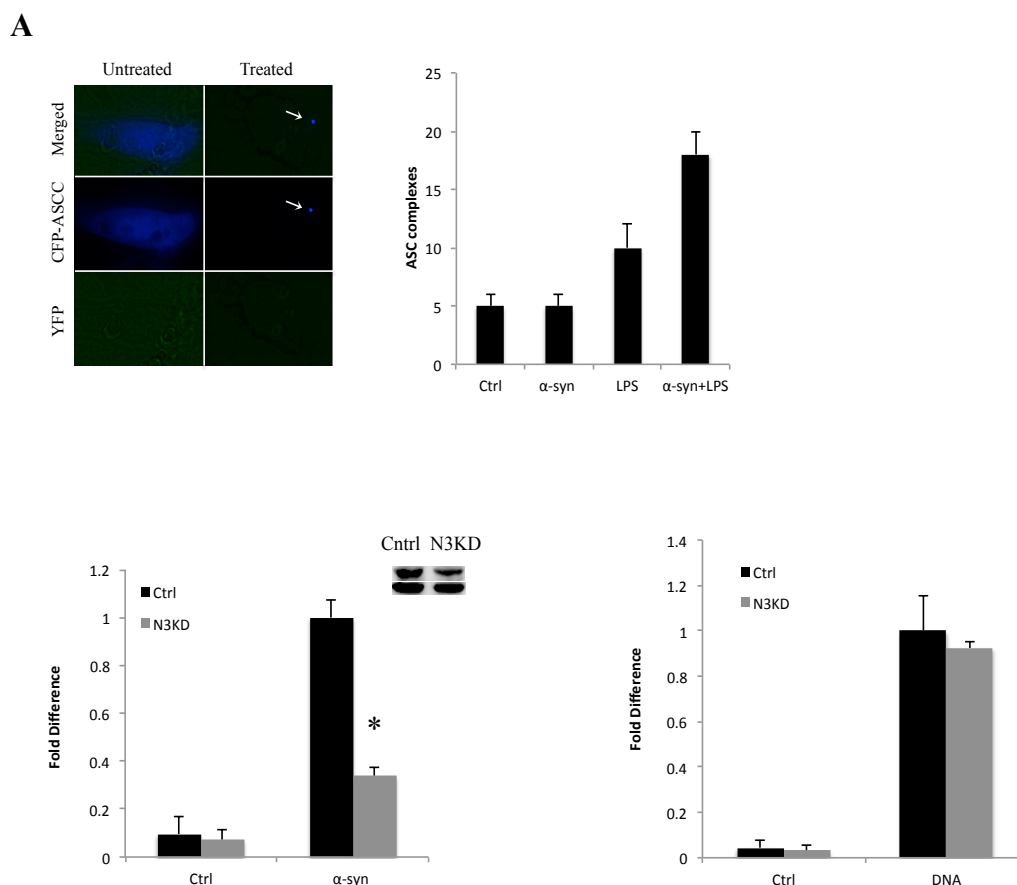 A
Untreated Treated
Merged
CFP-ASCC
YFP
25
20
15
10
5
0
ASC complexes
Ctrl α-syn LPS α-syn+LPS
Cntrl N3KD
1.2
1
0.8
0.6
0.4
0.2
0
Fold Difference
Ctrl
N3KD
*
Ctrl α-syn
1.4
1.2
1
0.8
0.6
0.4
0.2
0
Fold Difference
Ctrl
N3KD
Ctrl DNA